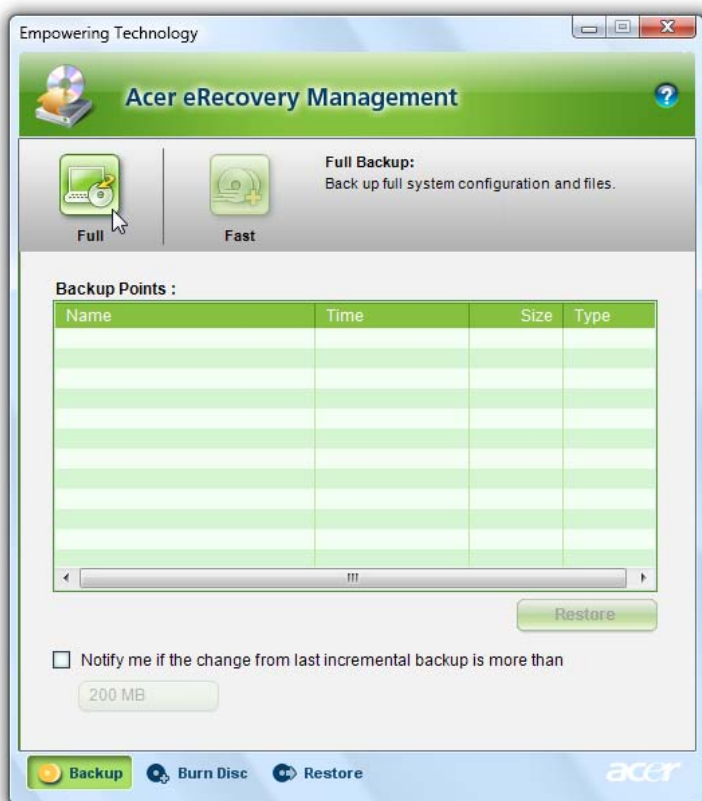 Empowering Technology
Acer eRecovery Management
Full
Fast
Full Backup:
Back up full system configuration and files.
Backup Points :
Name Time Size Type
Restore
Notify me if the change from last incremental backup is more than
200 MB
Backup Burn Disc Restore
acer